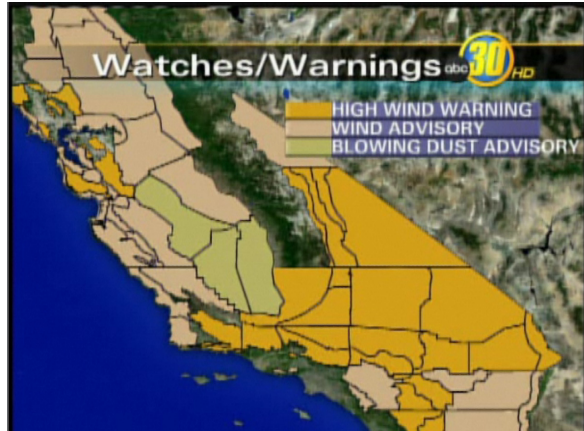 Watches/Warnings abc 30 HD
HIGH WIND WARNING
WIND ADVISORY
BLOWING DUST ADVISORY